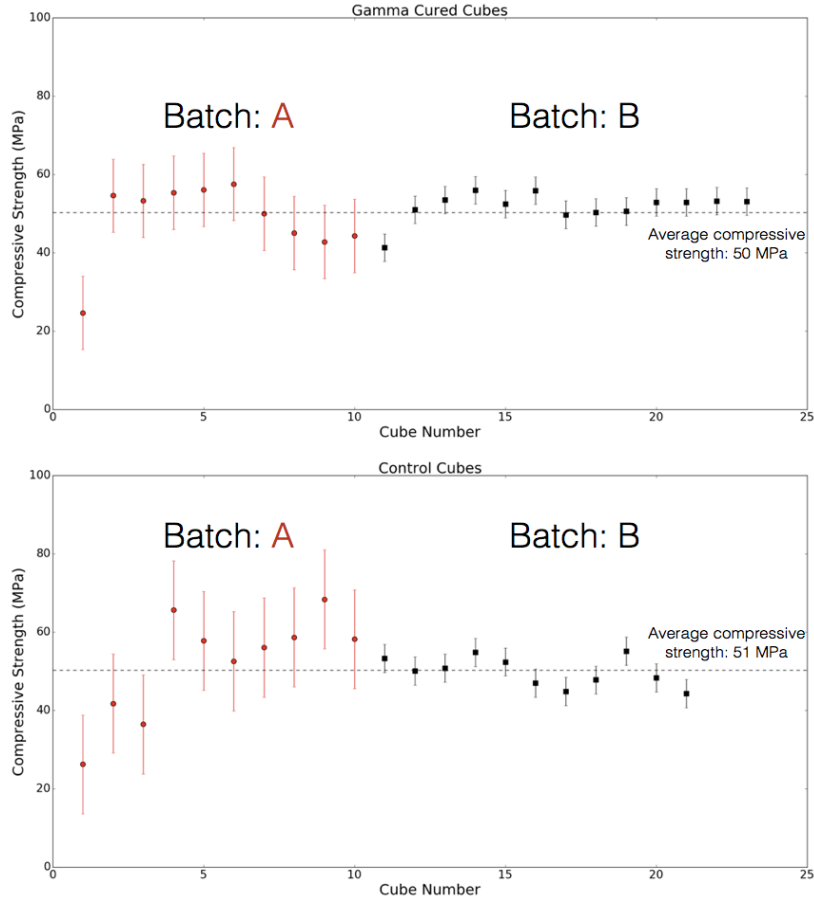 Gamma Cured Cubes
100
80
60
40
20
0
Compressive Strength (MPa)
Batch: A
Batch: B
Average compressive
strength: 50 MPa
0 5 10 15 20 25
Cube Number
Control Cubes
100
80
60
40
20
0
Compressive Strength (MPa)
Batch: A
Batch: B
Average compressive
strength: 51 MPa
0 5 10 15 20 25
Cube Number